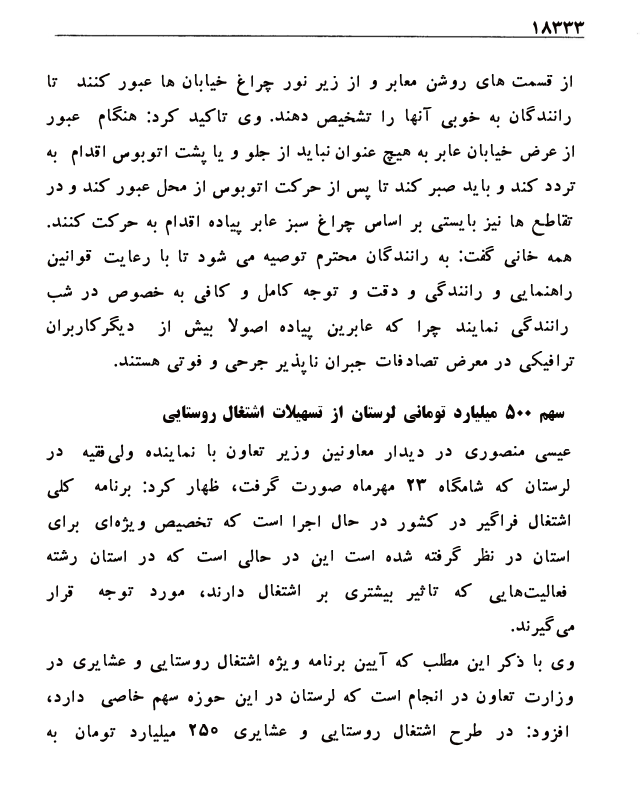 ۱۸۳۳۳
از قسمت های روشن معابر و از زیر نور چراغ خیابان ها عبور کنند تا
رانندگان به خوبی آنها را تشخیص دهند. وی تاکید کرد: هنگام عبور
از عرض خیابان عابر به هیچ عنوان نباید از جلو و یا پشت اتوبوس اقدام به
تردد کند و باید صبر کند تا پس از حرکت اتوبوس از محل عبور کند و در
تقاطع ها نیز بایستی بر اساس چراغ سبز عابر پیاده اقدام به حرکت کنند.
همه خانی گفت: به رانندگان محترم توصیه می شود تا با رعایت قوانین
راهنمایی و رانندگی و دقت و توجه کامل و کافی به خصوص در شب
رانندگی نمایند چرا که عابرین پیاده اصولا بیش از دیگرکاربران
ترافیکی در معرض تصادفات جبران ناپذیر جرحی و فوتی هستند.
سهم ۵۰۰ میلیارد تومانی لرستان از تسهیلات اشتغال روستایی
عیسی منصوری در دیدار معاونین وزیر تعاون با نماینده ولی‌فقیه در
لرستان که شامگاه ۲۳ مهرماه صورت گرفت، ظهار کرد: برنامه کلی
اشتغال فراگیر در کشور در حال اجرا است که تخصیص ویژه‌ای برای
استان در نظر گرفته شده است این در حالی است که در استان رشته
فعالیت‌هایی که تاثیر بیشتری بر اشتغال دارند، مورد توجه قرار
می‌گیرند.
وی با ذکر این مطلب که آیین برنامه ویژه اشتغال روستایی و عشایری در
وزارت تعاون در انجام است که لرستان در این حوزه سهم خاصی دارد،
افزود: در طرح اشتغال روستایی و عشایری ۲۵۰ میلیارد تومان به